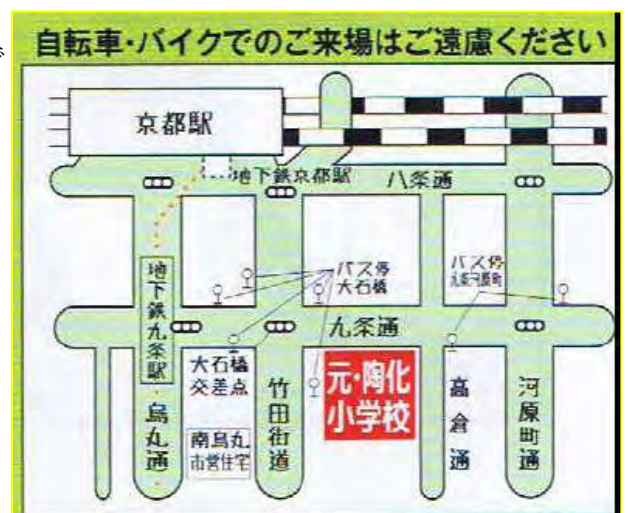 自転車・バイクでのご来場はご遠慮ください
京都駅
地下鉄京都駅
八条通
バス停
大石橋
バス停
九条河原町
地下鉄九条駅
九条通
大石橋
交差点
元・陶化
小学校
竹田街道
高倉通
河原町通
烏丸通
南烏丸
市営住宅